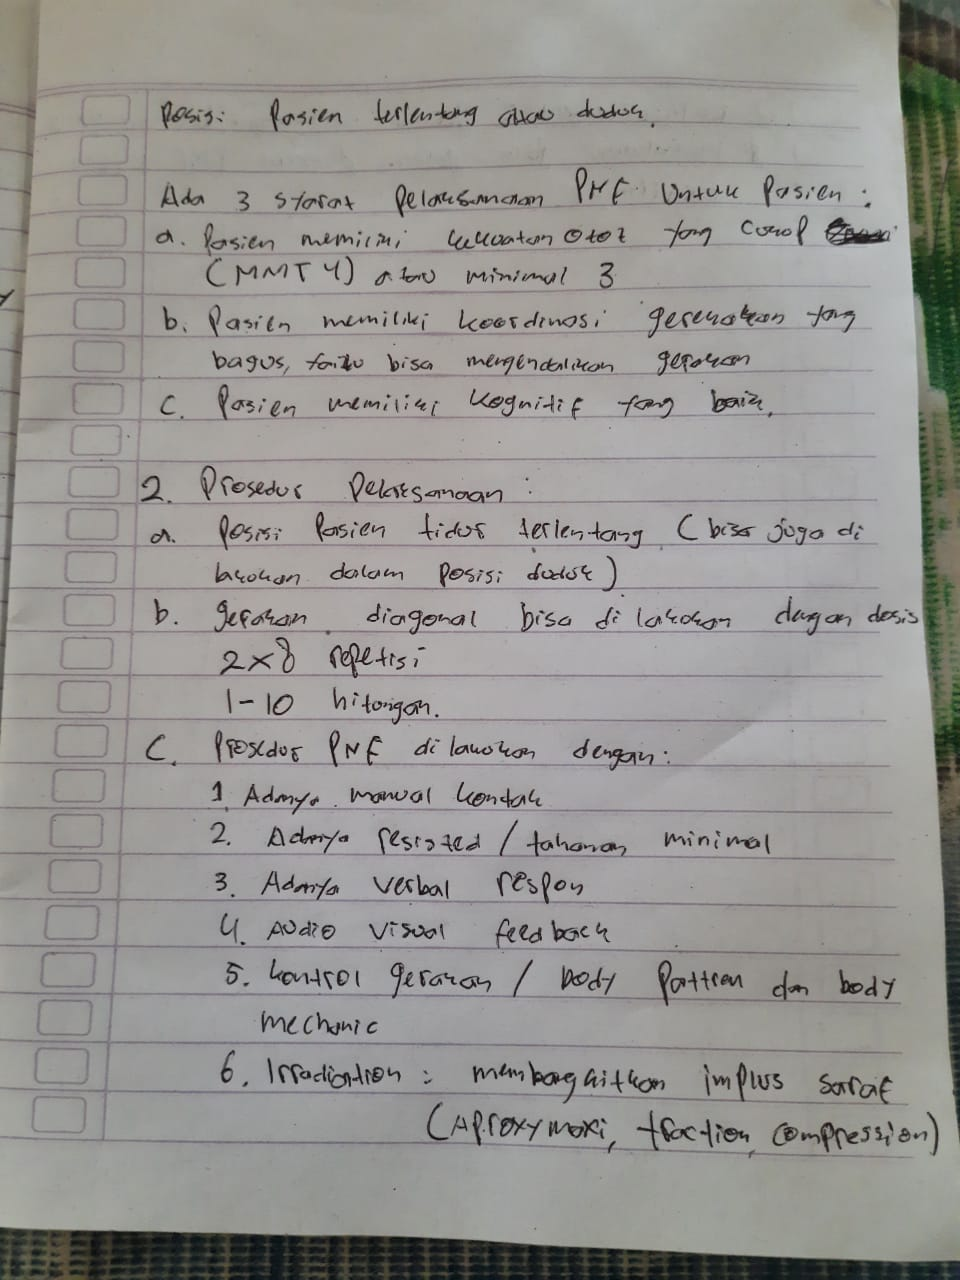 Posisi Pasien terlentang atau duduk.
Ada 3 syarat Pelaksanaan PNF Untuk Pasien :
a. Pasien memiliki kekuatan otot yang cukup
(MMT 4) atau minimal 3
b. Pasien memiliki koordinasi gerakan yang
bagus, yaitu bisa mengendalikan gerakan
C. Pasien memiliki kognitif yang baik.
2. Prosedur Pelaksanaan :
a. Posisi Pasien tidur terlentang (bisa juga di
lakukan dalam posisi duduk)
b. gerakan diagonal bisa di lakukan dengan dosis
2x8 repetisi
1-10 hitungan.
C. Prosedur PNF di lakukan dengan :
1. Adanya manual kontak
2. Adanya resisted / tahanan minimal
3. Adanya verbal respon
4. Audio visual feedback
5. kontrol gerakan / body Pattren dan body
mechanic
6. Irradiation : membangkitkan implus saraf
(Aproxymaxi, traction, compression)